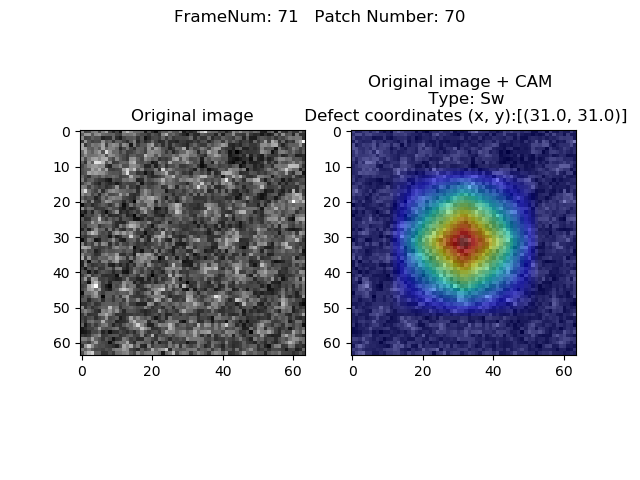 FrameNum: 71   Patch Number: 70
Original image
Original image + CAM
Type: Sw
Defect coordinates (x, y):[(31.0, 31.0)]
0
10
20
30
40
50
60
0 20 40 60
0
10
20
30
40
50
60
0 20 40 60